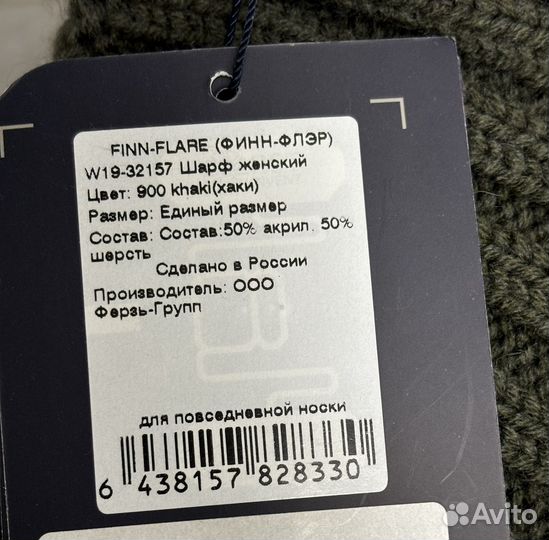 FINN-FLARE (ФИНН-ФЛЭР)
W19-32157 Шарф женский
Цвет: 900 khaki(хаки)
Размер: Единый размер
Состав: Состав:50% акрил. 50%
шерсть
Сделано в России
Производитель: ООО
Ферзь-Групп
для повседневной носки
6 438157 828330
Avito